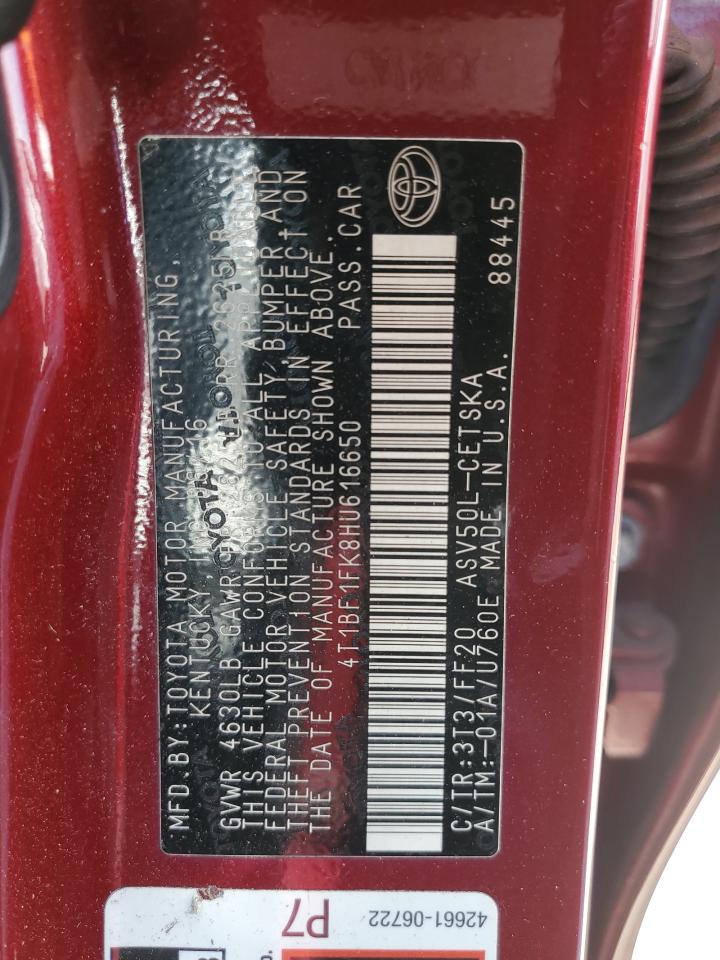 MFD.BY:TOYOTA MOTOR MANUFACTURING,
KENTUCKY, 16
GVWR 4630LB GAWR
THIS VEHICLE CONFORMS TO ALL
FEDERAL MOTOR VEHICLE SAFETY, BUMPER AND
THEFT PREVENTION STANDARDS IN EFFECT ON
THE DATE OF MANUFACTURE SHOWN ABOVE.
4T1BF1FK8HU616650 PASS.CAR
C/TR:3T3/FF20 ASV50L-CETSKA
A/TM:-01A/U760E MADE IN U.S.A.
88445
P7
42661-06722